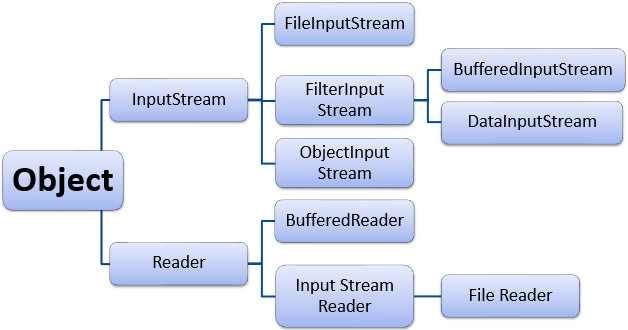 FileInputStream
BufferedInputStream
FilterInput
Stream
InputStream
DataInputStream
ObjectInput
Stream
Object
BufferedReader
Reader
Input Stream
Reader
File Reader